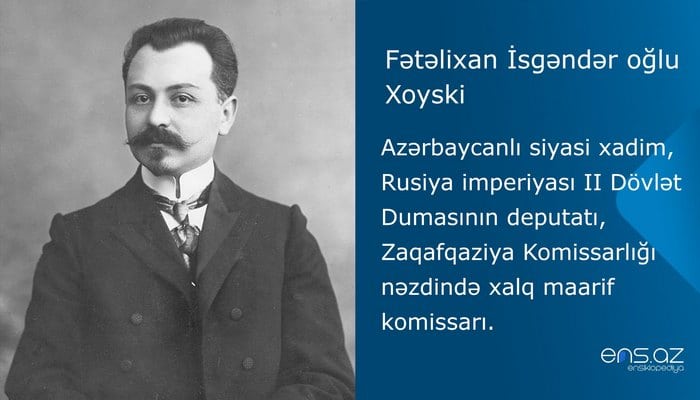 Fətəlixan İsgəndər oğlu
Xoyski
Azərbaycanlı siyasi xadim,
Rusiya imperiyası II Dövlət
Dumasının deputatı,
Zaqafqaziya Komissarlığı
nəzdində xalq maarif
komissarı.
ens.az
ensiklopediya